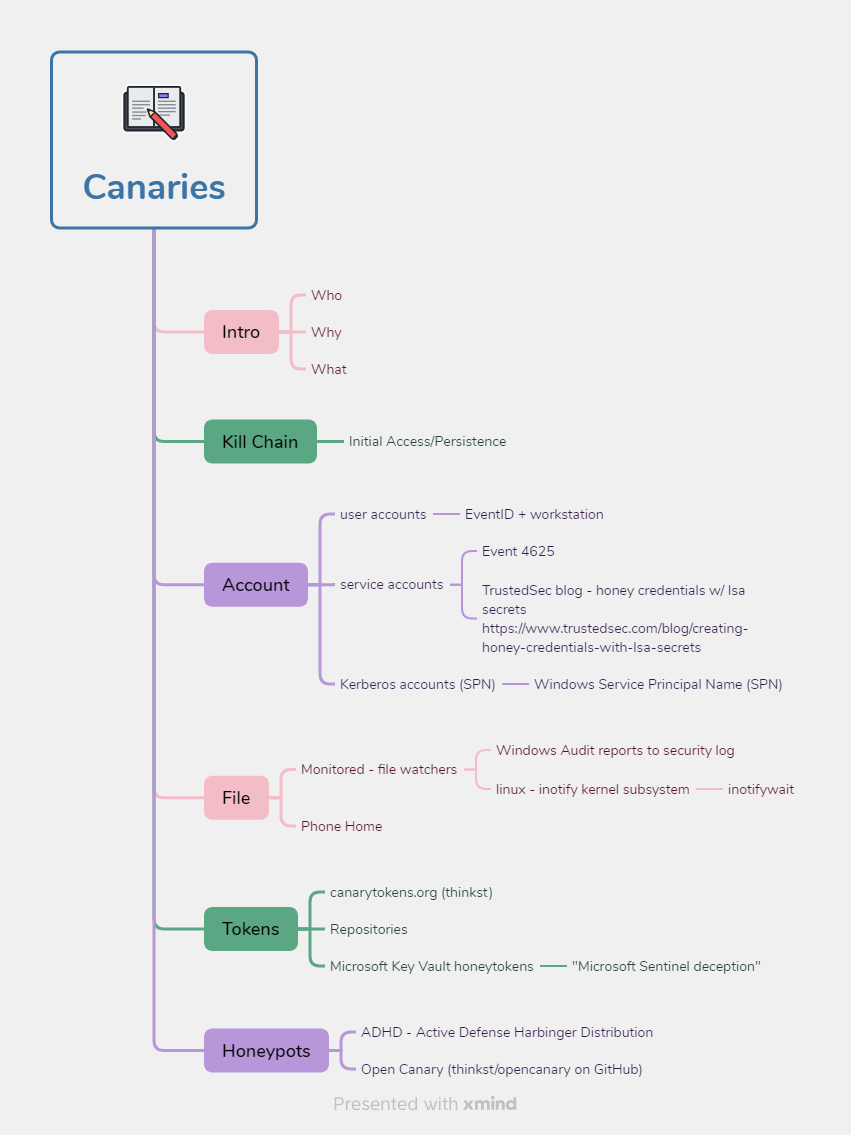 Canaries
Intro
Who
Why
What
Kill Chain
Initial Access/Persistence
Account
user accounts
EventID + workstation
service accounts
Event 4625
TrustedSec blog - honey credentials w/ lsa
secrets
https://www.trustedsec.com/blog/creating-
honey-credentials-with-lsa-secrets
Kerberos accounts (SPN)
Windows Service Principal Name (SPN)
File
Monitored - file watchers
Windows Audit reports to security log
linux - inotify kernel subsystem
inotifywait
Phone Home
Tokens
canarytokens.org (thinkst)
Repositories
Microsoft Key Vault honeytokens
"Microsoft Sentinel deception"
Honeypots
ADHD - Active Defense Harbinger Distribution
Open Canary (thinkst/opencanary on GitHub)
Presented with xmind